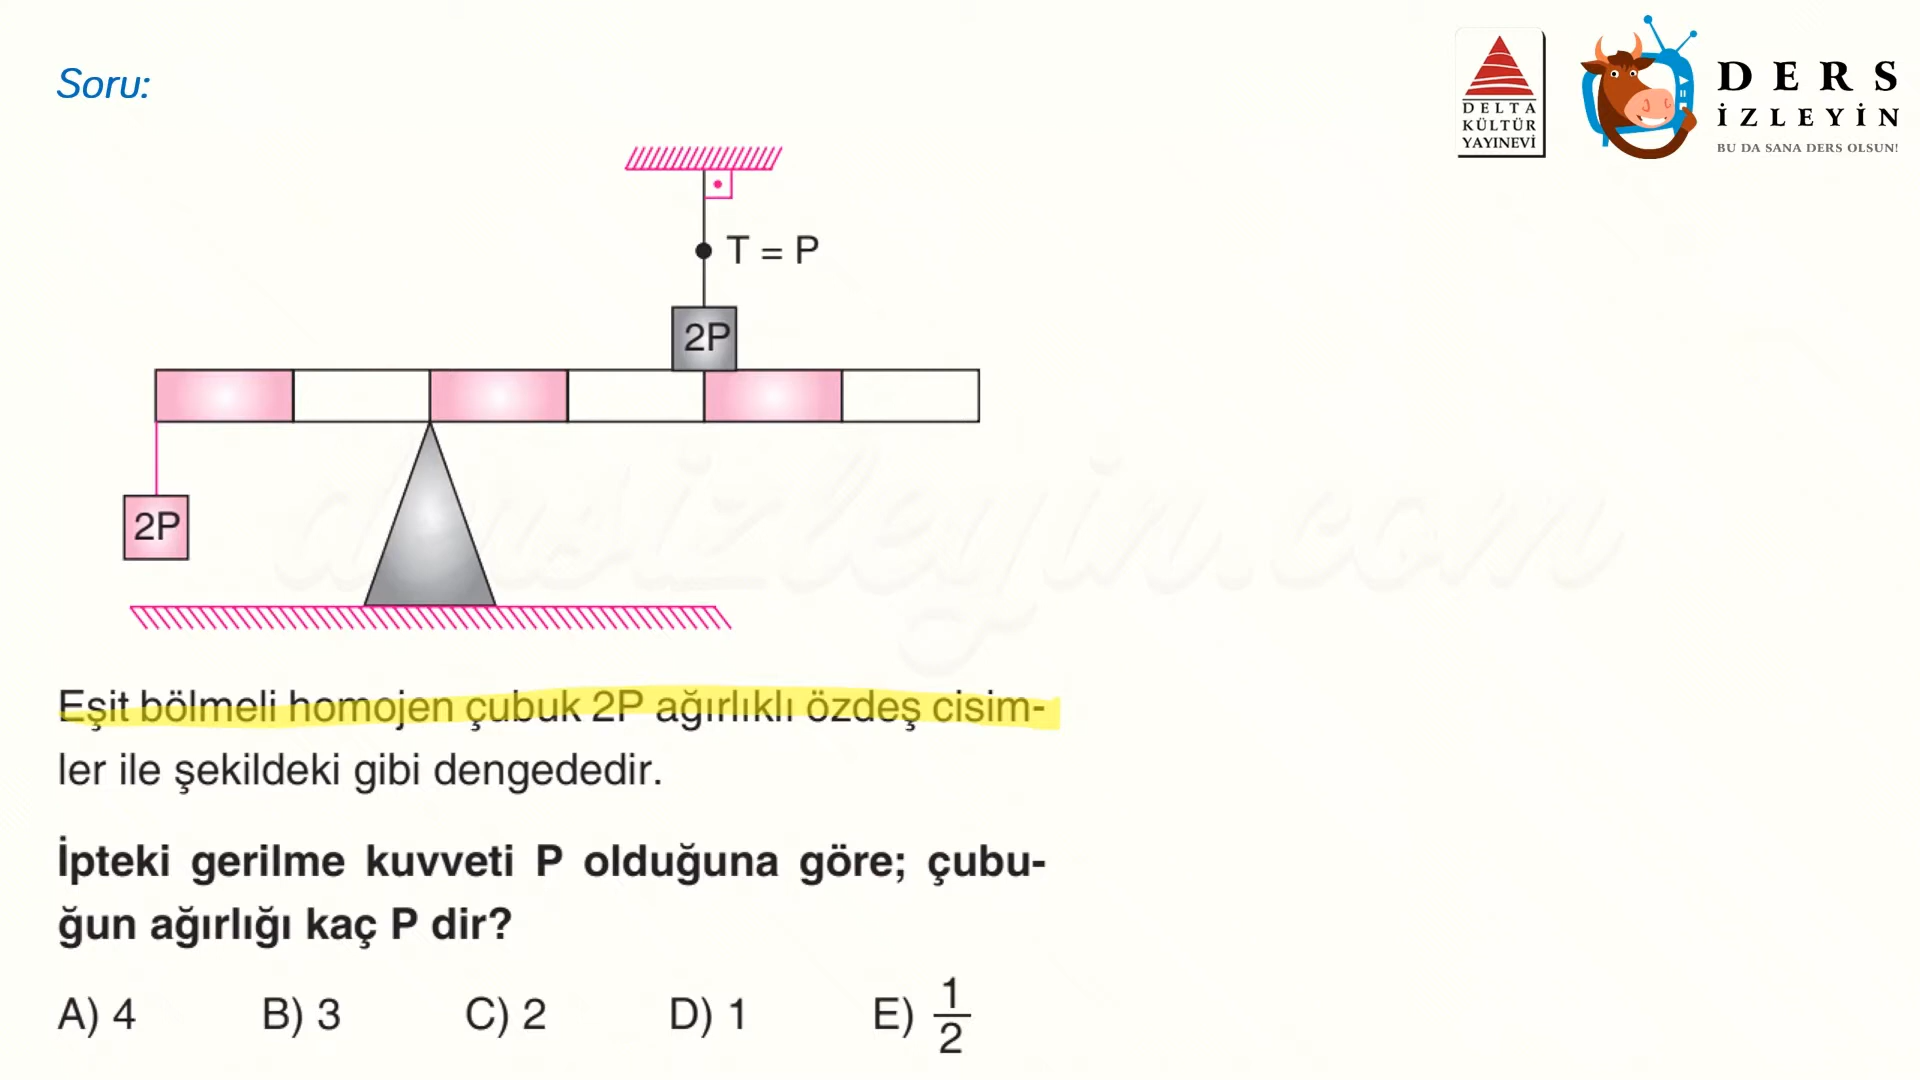 Soru:
DELTA
KÜLTÜR
YAYINEVİ
DERS
İZLEYİN
BU DA SANA DERS OLSUN!
T = P
2P
2P
dersizleyin.com
Eşit bölmeli homojen çubuk 2P ağırlıklı özdeş cisim-
ler ile şekildeki gibi dengededir.
İpteki gerilme kuvveti P olduğuna göre; çubu-
ğun ağırlığı kaç P dir?
A) 4 B) 3 C) 2 D) 1 E) 1/2